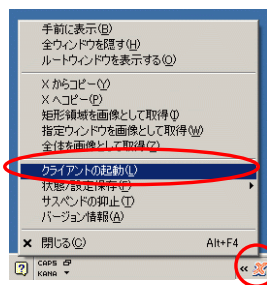 手前に表示(B)
全ウィンドウを隠す(H)
ルートウィンドウを表示する(O)
X からコピー(Y)
X へコピー(P)
矩形領域を画像として取得(I)
指定ウィンドウを画像として取得(W)
全体を画像として取得(Z)
クライアントの起動(L)
状態/設定保存(E)
サスペンドの抑止(T)
バージョン情報(A)
× 閉じる(C) Alt+F4
? CAPS
KANA «